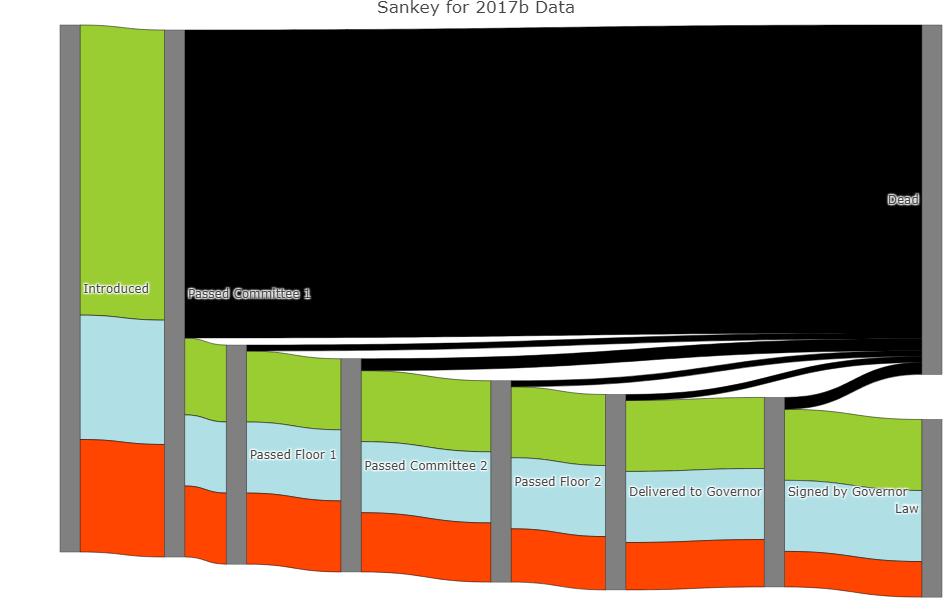 Sankey for 2017b Data
Dead
Introduced
Passed Committee 1
Passed Floor 1
Passed Committee 2
Passed Floor 2
Delivered to Governor
Signed by Governor
Law